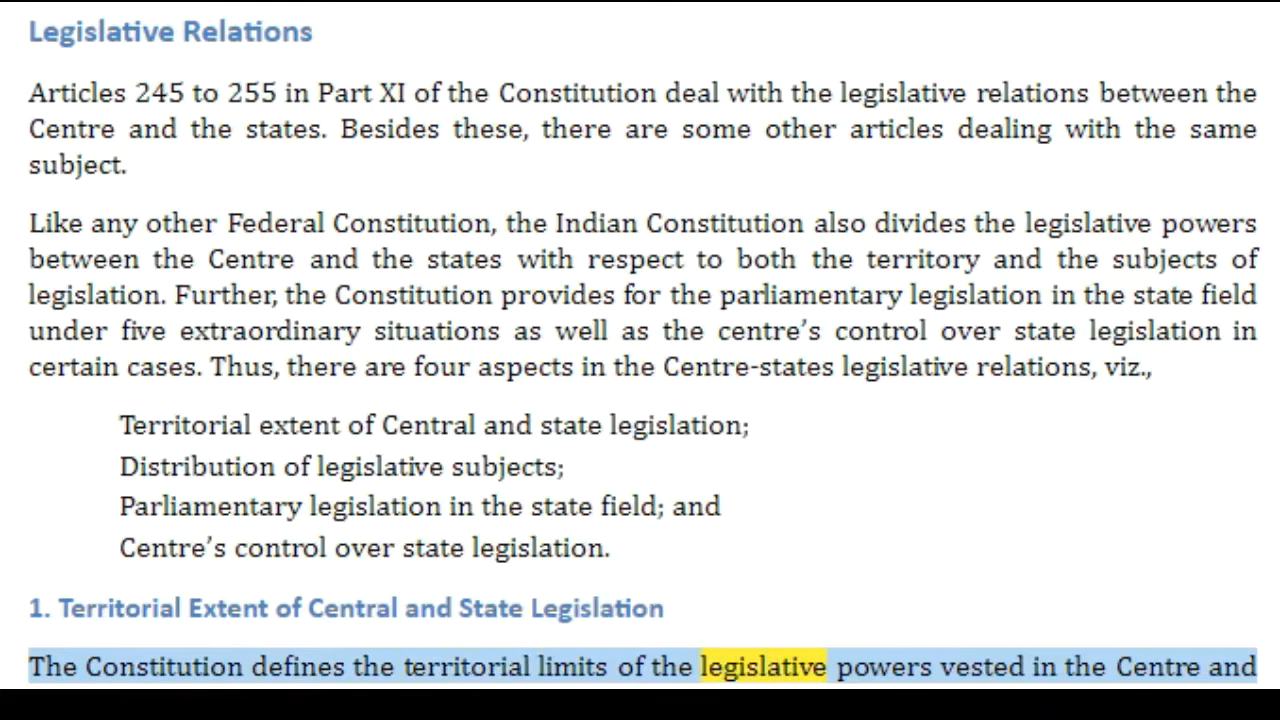 Legislative Relations
Articles 245 to 255 in Part XI of the Constitution deal with the legislative relations between the
Centre and the states. Besides these, there are some other articles dealing with the same
subject.
Like any other Federal Constitution, the Indian Constitution also divides the legislative powers
between the Centre and the states with respect to both the territory and the subjects of
legislation. Further, the Constitution provides for the parliamentary legislation in the state field
under five extraordinary situations as well as the centre’s control over state legislation in
certain cases. Thus, there are four aspects in the Centre-states legislative relations, viz.,
Territorial extent of Central and state legislation;
Distribution of legislative subjects;
Parliamentary legislation in the state field; and
Centre’s control over state legislation.
1. Territorial Extent of Central and State Legislation
The Constitution defines the territorial limits of the legislative powers vested in the Centre and